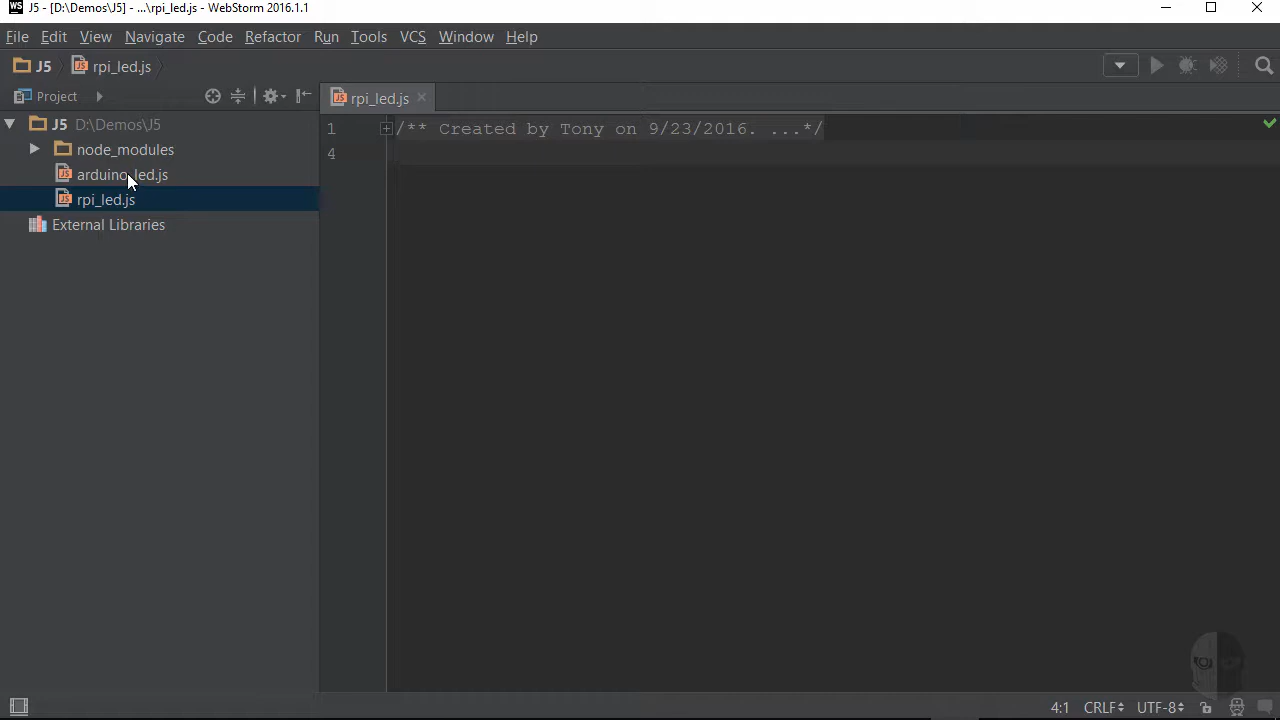 WS J5 - [D:\Demos\J5] - ...\rpi_led.js - WebStorm 2016.1.1
File Edit View Navigate Code Refactor Run Tools VCS Window Help
J5 rpi_led.js
Project
rpi_led.js
J5 D:\Demos\J5
node_modules
arduino_led.js
rpi_led.js
External Libraries
1 /** Created by Tony on 9/23/2016. ...*/
4
4:1 CRLF UTF-8